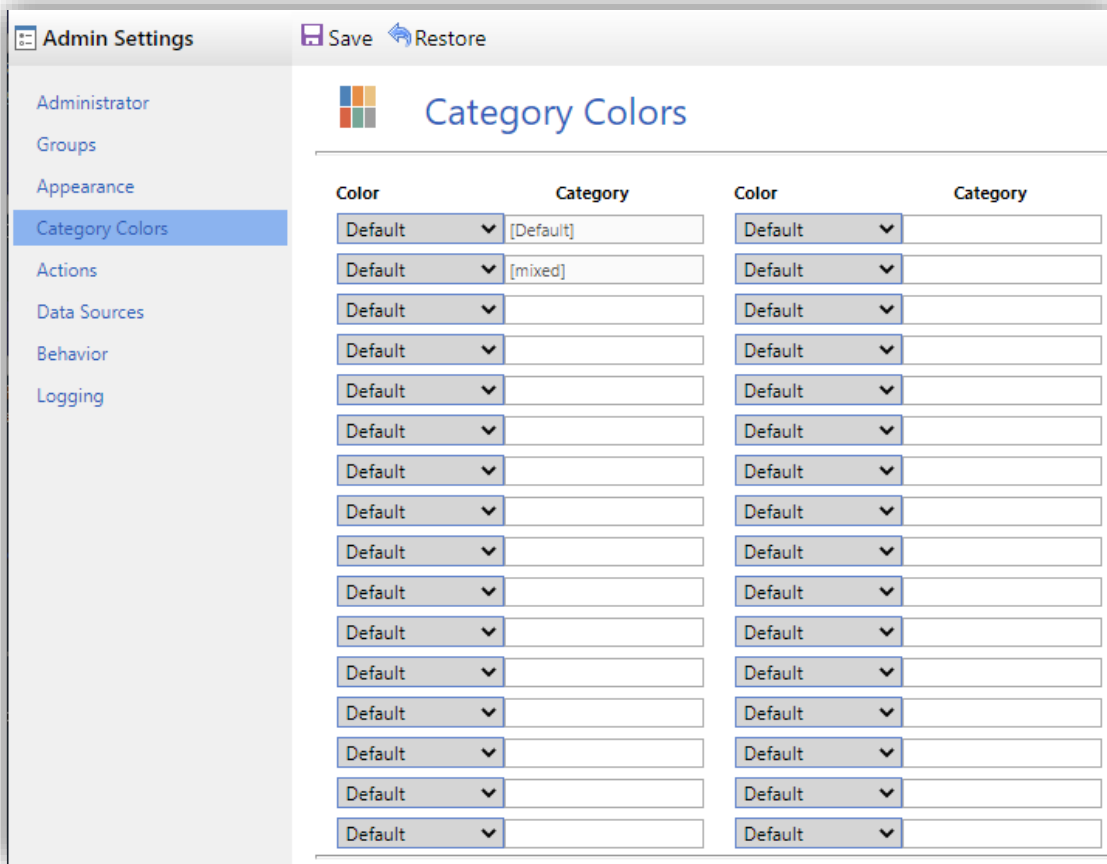 Admin Settings
Save Restore
Administrator
Groups
Appearance
Category Colors
Actions
Data Sources
Behavior
Logging
Category Colors
Color Category Color Category
Default [Default] Default
Default [mixed] Default
Default Default
Default Default
Default Default
Default Default
Default Default
Default Default
Default Default
Default Default
Default Default
Default Default
Default Default
Default Default
Default Default
Default Default